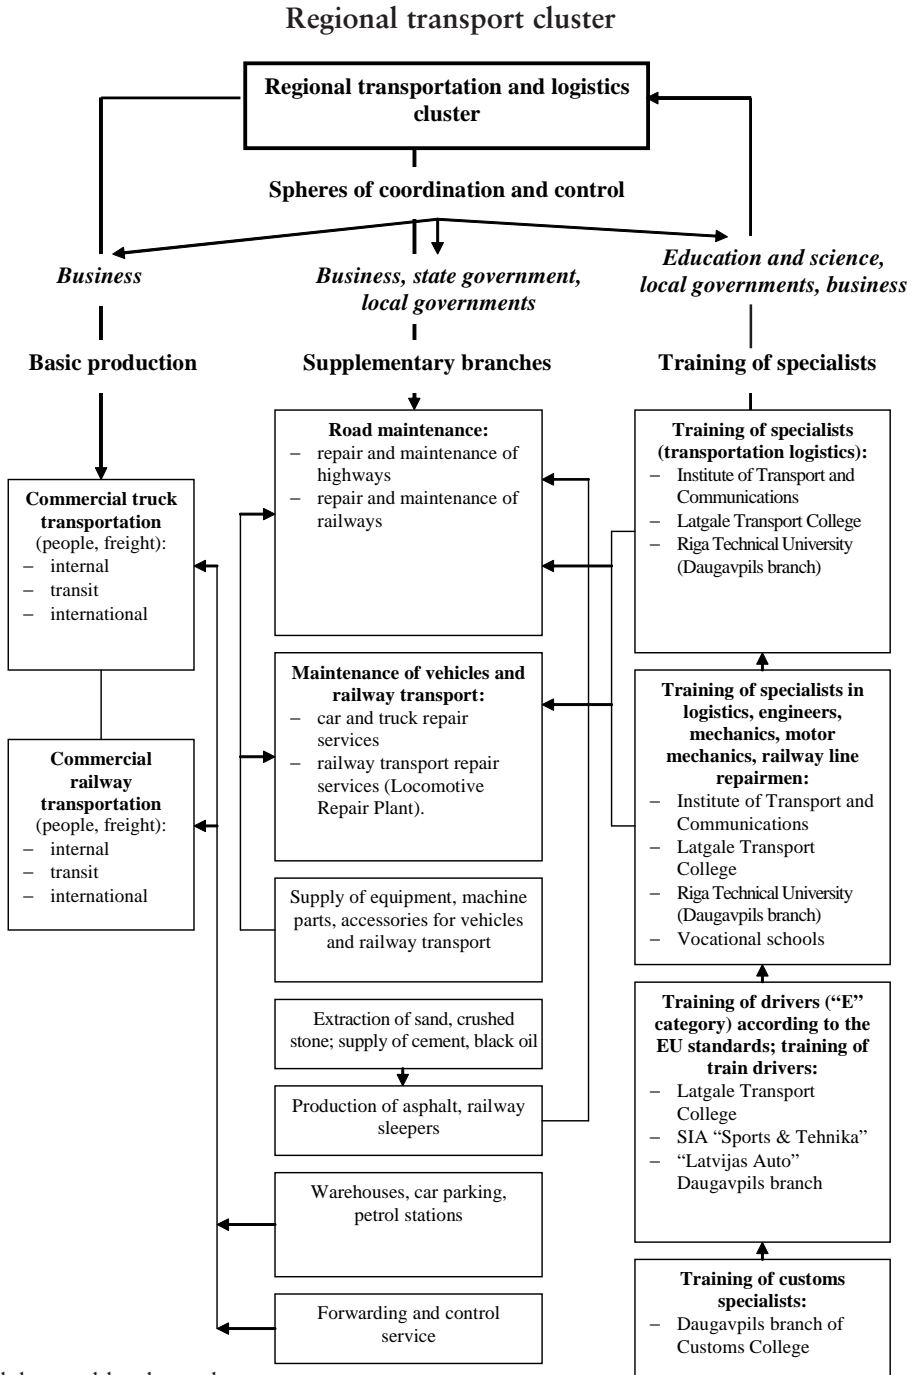 Regional transport cluster
Regional transportation and logistics
cluster
Spheres of coordination and control
Business
Business, state government,
local governments
Education and science,
local governments, business
Basic production
Supplementary branches
Training of specialists
Commercial truck
transportation
(people, freight):
– internal
– transit
– international
Commercial
railway
transportation
(people, freight):
– internal
– transit
– international
Road maintenance:
– repair and maintenance of
highways
– repair and maintenance of
railways
Maintenance of vehicles and
railway transport:
– car and truck repair
services
– railway transport repair
services (Locomotive
Repair Plant).
Supply of equipment, machine
parts, accessories for vehicles
and railway transport
Extraction of sand, crushed
stone; supply of cement, black oil
Production of asphalt, railway
sleepers
Warehouses, car parking,
petrol stations
Forwarding and control
service
Training of specialists
(transportation logistics):
– Institute of Transport and
Communications
– Latgale Transport College
– Riga Technical University
(Daugavpils branch)
Training of specialists in
logistics, engineers,
mechanics, motor
mechanics, railway line
repairmen:
– Institute of Transport and
Communications
– Latgale Transport
College
– Riga Technical University
(Daugavpils branch)
– Vocational schools
Training of drivers (“E”
category) according to the
EU standards; training of
train drivers:
– Latgale Transport
College
– SIA “Sports & Tehnika”
– “Latvijas Auto”
Daugavpils branch
Training of customs
specialists:
– Daugavpils branch of
Customs College